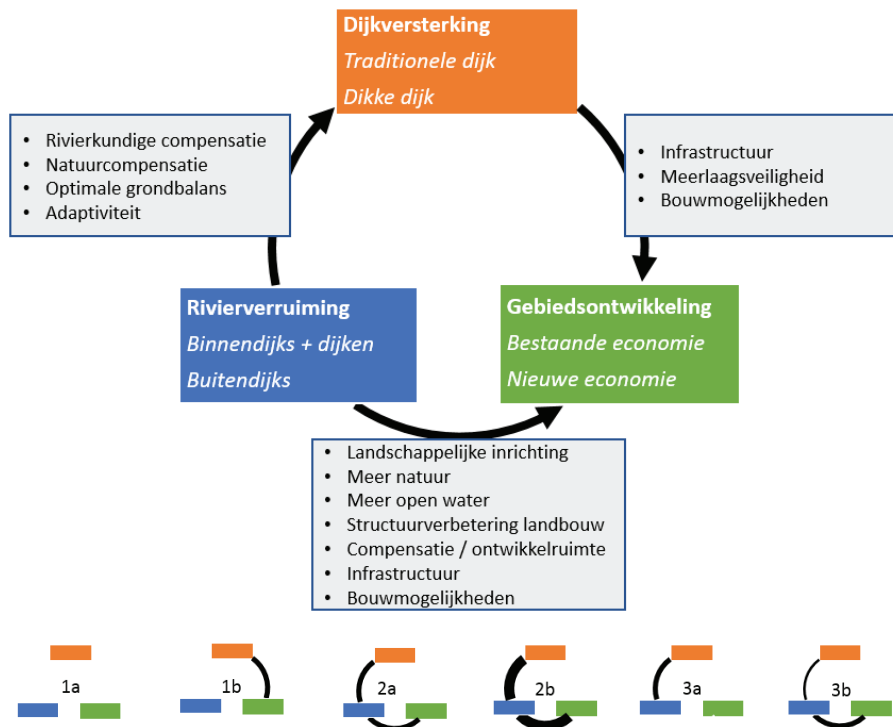 Dijkversterking
Traditionele dijk
Dikke dijk
• Rivierkundige compensatie
• Natuurcompensatie
• Optimale grondbalans
• Adaptiviteit
• Infrastructuur
• Meerlaagsveiligheid
• Bouwmogelijkheden
Rivierverruiming
Binnendijks + dijken
Buitendijks
Gebiedsontwikkeling
Bestaande economie
Nieuwe economie
• Landschappelijke inrichting
• Meer natuur
• Meer open water
• Structuurverbetering landbouw
• Compensatie / ontwikkelruimte
• Infrastructuur
• Bouwmogelijkheden
1a
1b
2a
2b
3a
3b